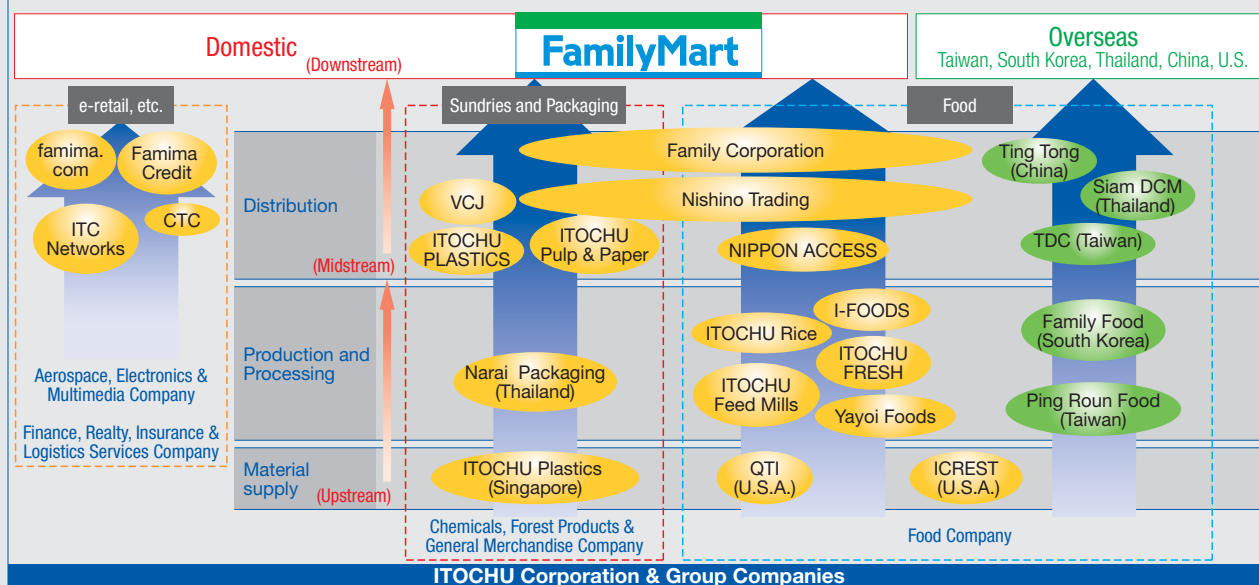 Domestic
(Downstream)
FamilyMart
Overseas
Taiwan, South Korea, Thailand, China, U.S.
e-retail, etc.
famima.
com
Famima
Credit
ITC
Networks
CTC
Aerospace, Electronics &
Multimedia Company
Finance, Realty, Insurance &
Logistics Services Company
Distribution
(Midstream)
Production and
Processing
Material
supply
(Upstream)
Sundries and Packaging
Food
Family Corporation
Nishino Trading
VCJ
ITOCHU
PLASTICS
ITOCHU
Pulp & Paper
NIPPON ACCESS
Ting Tong
(China)
Siam DCM
(Thailand)
TDC (Taiwan)
Narai Packaging
(Thailand)
I-FOODS
ITOCHU Rice
ITOCHU
FRESH
ITOCHU
Feed Mills
Yayoi Foods
Family Food
(South Korea)
Ping Roun Food
(Taiwan)
ITOCHU Plastics
(Singapore)
QTI
(U.S.A.)
ICREST
(U.S.A.)
Chemicals, Forest Products &
General Merchandise Company
Food Company
ITOCHU Corporation & Group Companies